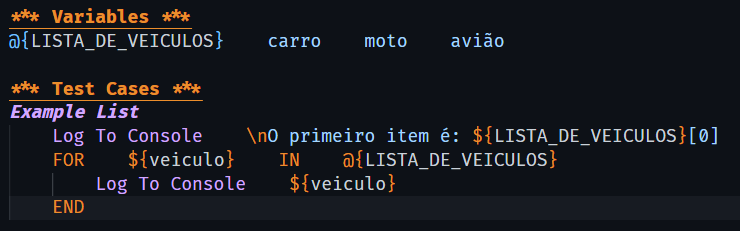 *** Variables ***
@{LISTA_DE_VEICULOS}    carro    moto    avião
*** Test Cases ***
Example List
    Log To Console    \nO primeiro item é: ${LISTA_DE_VEICULOS}[0]
    FOR    ${veiculo}    IN    @{LISTA_DE_VEICULOS}
        Log To Console    ${veiculo}
    END